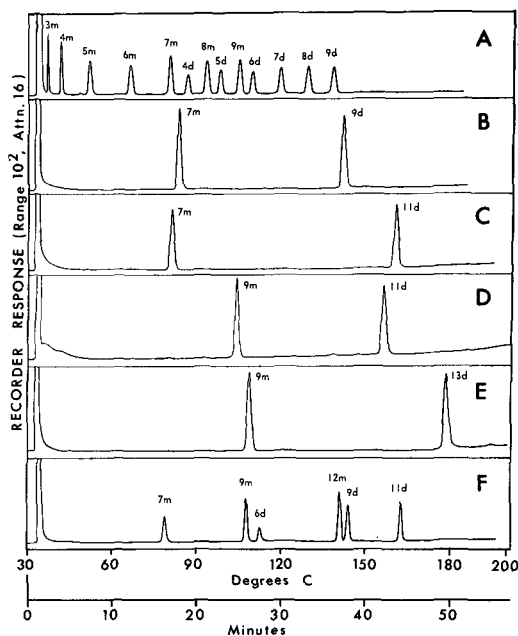 3m
4m
5m
6m
7m
4d
8m
5d
9m
6d
7d
8d
9d
A
7m
9d
B
7m
11d
C
9m
11d
D
9m
13d
E
7m
9m
6d
12m
9d
11d
F
RECORDER RESPONSE (Range 10², Attn. 16)
30 60 90 120 150 180 200
Degrees C
0 10 20 30 40 50
Minutes